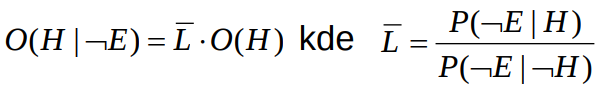 O(H | ¬E) = L̅ · O(H) kde L̅ = P(¬E | H) / P(¬E | ¬H)